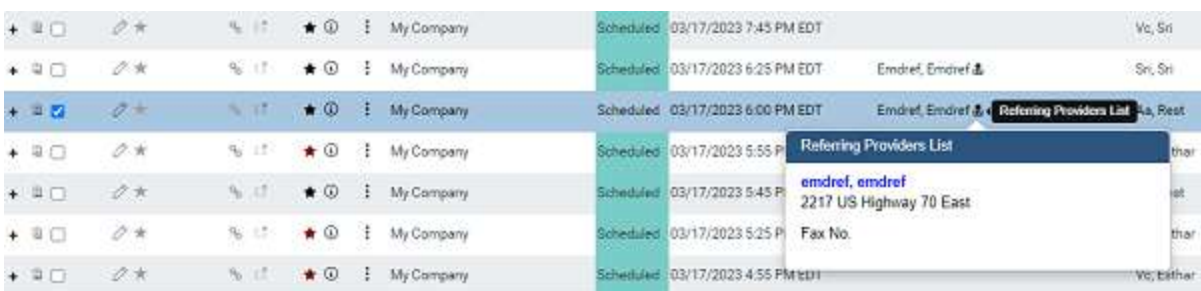 My Company Scheduled 03/17/2023 7:45 PM EDT Vc, Sri
My Company Scheduled 03/17/2023 6:25 PM EDT Emdref, Emdref Sri, Sri
My Company Scheduled 03/17/2023 6:00 PM EDT Emdref, Emdref Referring Providers List Aa, Rest
My Company Scheduled 03/17/2023 5:55 P
Referring Providers List
My Company Scheduled 03/17/2023 5:45 P
emdref, emdref
2217 US Highway 70 East
My Company Scheduled 03/17/2023 5:25 P
Fax No.
My Company Scheduled 03/17/2023 4:55 PM EDT Vc, Esthar